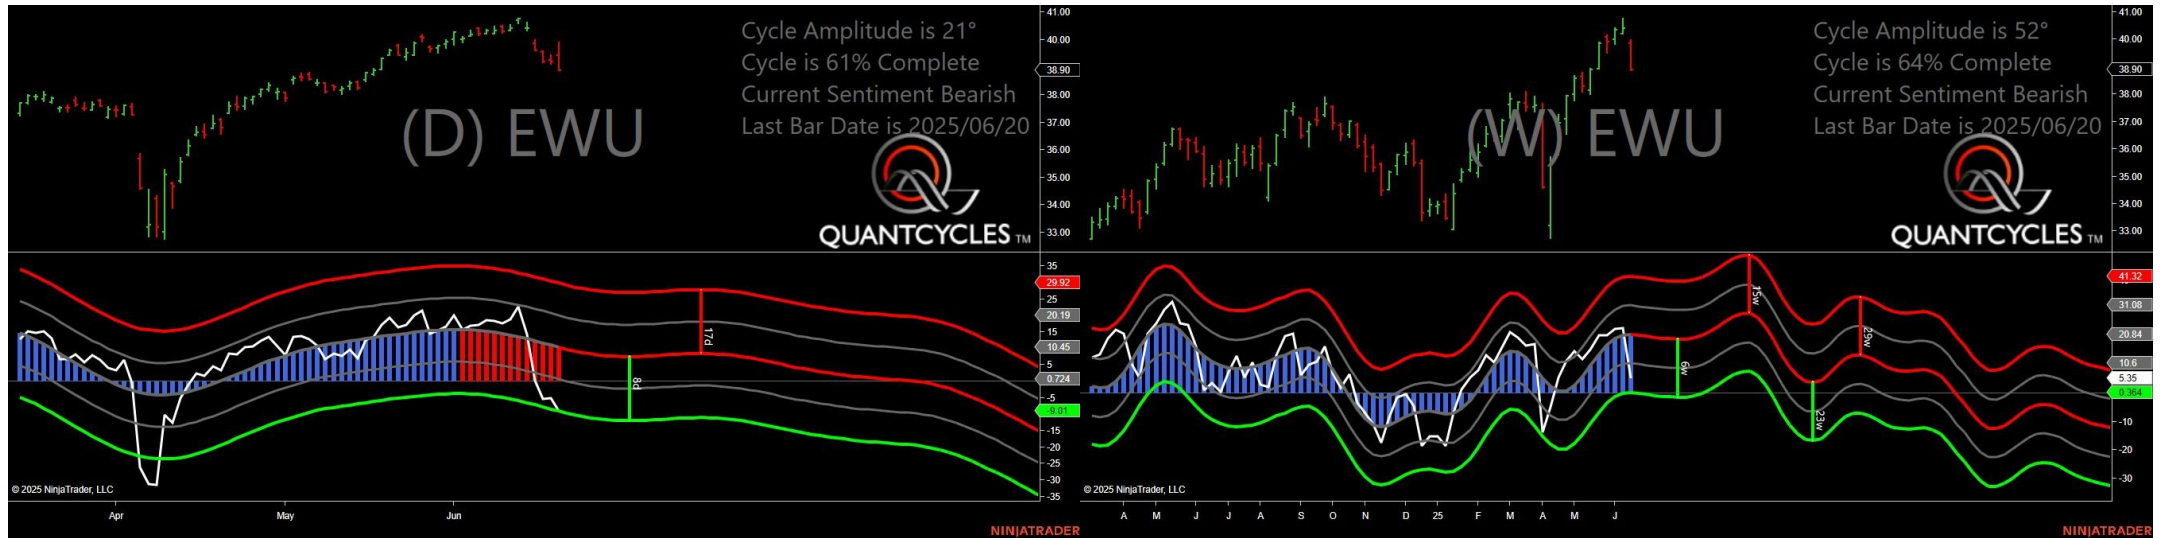 Cycle Amplitude is 21°
Cycle is 61% Complete
Current Sentiment Bearish
Last Bar Date is 2025/06/20
(D) EWU
QUANTCYCLES TM
41.00
40.00
38.90
38.00
37.00
36.00
35.00
34.00
33.00
35
29.92
25
20.19
15
10.45
5
0.724
-5
-9.01
-15
-20
-25
-30
-35
17d
8d
© 2025 NinjaTrader, LLC
Apr May Jun
NINJATRADER
Cycle Amplitude is 52°
Cycle is 64% Complete
Current Sentiment Bearish
Last Bar Date is 2025/06/20
(W) EWU
QUANTCYCLES TM
41.00
40.00
38.90
38.00
37.00
36.00
35.00
34.00
33.00
41.32
31.08
20.84
10.6
5.35
0.364
-10
-20
-30
15w
6w
29w
23w
© 2025 NinjaTrader, LLC
A M J J A S O N D 25 F M A M J
NINJATRADER